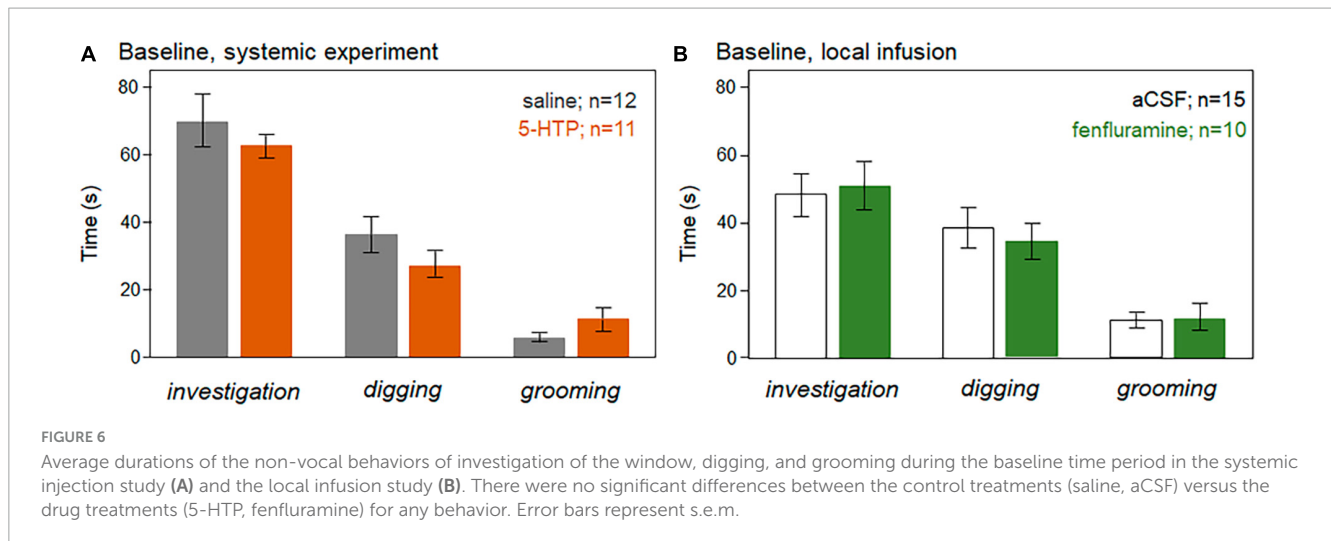 A Baseline, systemic experiment
80
60
40
20
0
Time (s)
saline; n=12
5-HTP; n=11
investigation digging grooming
B Baseline, local infusion
80
60
40
20
0
Time (s)
aCSF; n=15
fenfluramine; n=10
investigation digging grooming
FIGURE 6
Average durations of the non-vocal behaviors of investigation of the window, digging, and grooming during the baseline time period in the systemic
injection study (A) and the local infusion study (B). There were no significant differences between the control treatments (saline, aCSF) versus the
drug treatments (5-HTP, fenfluramine) for any behavior. Error bars represent s.e.m.